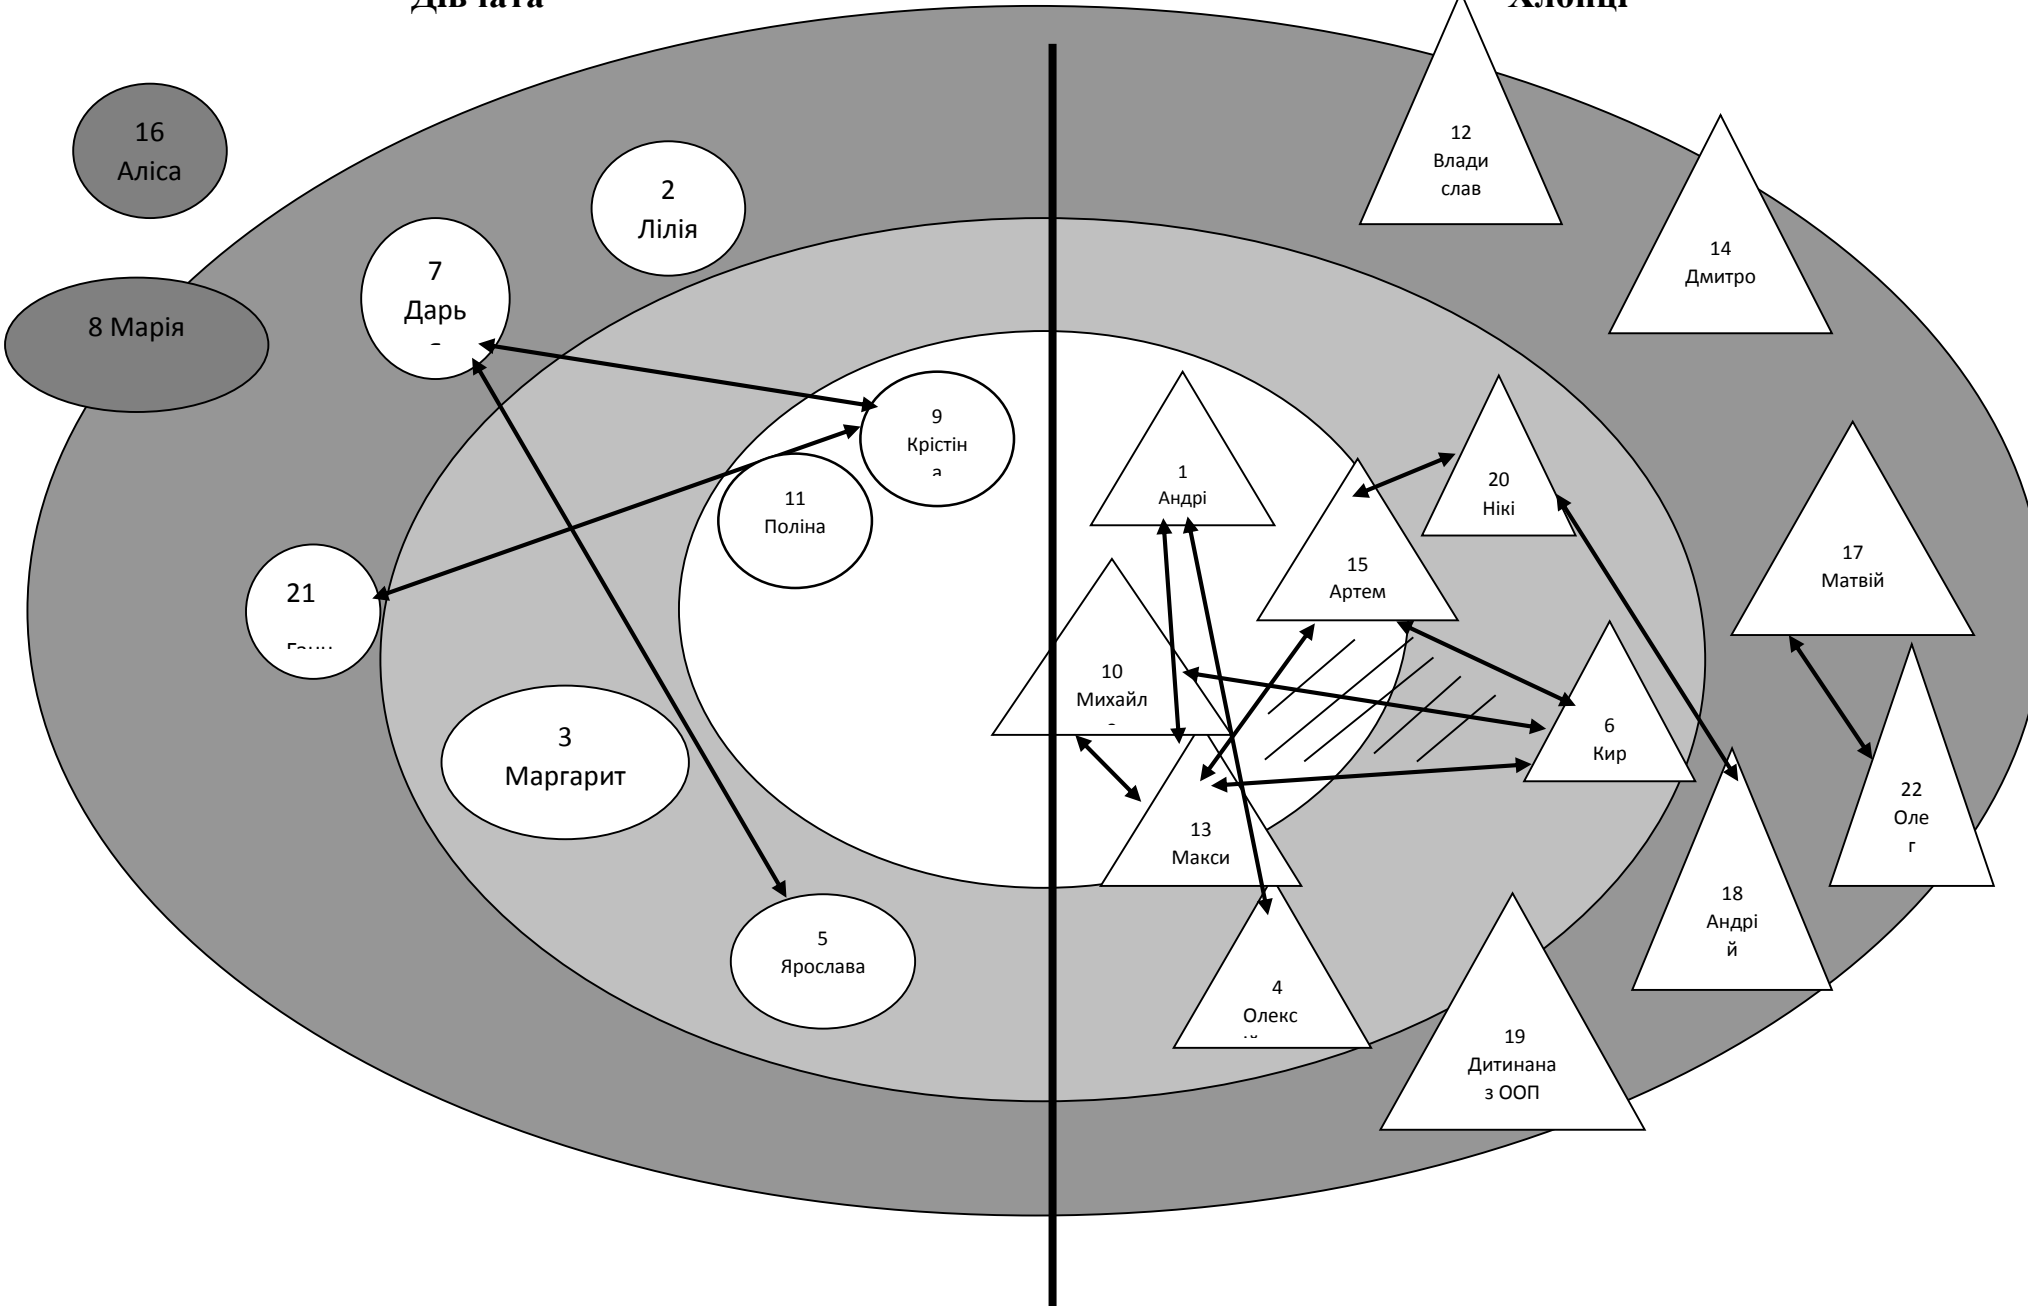 16
Аліса
2
Лілія
7
Дарь
8 Марія
9
Крістін
а
11
Поліна
21
3
Маргарит
5
Ярослава
12
Влади
слав
14
Дмитро
1
Андрі
20
Нікі
15
Артем
17
Матвій
10
Михайл
6
Кир
13
Макси
22
Оле
г
18
Андрі
й
4
Олекс
19
Дитинана
з ООП